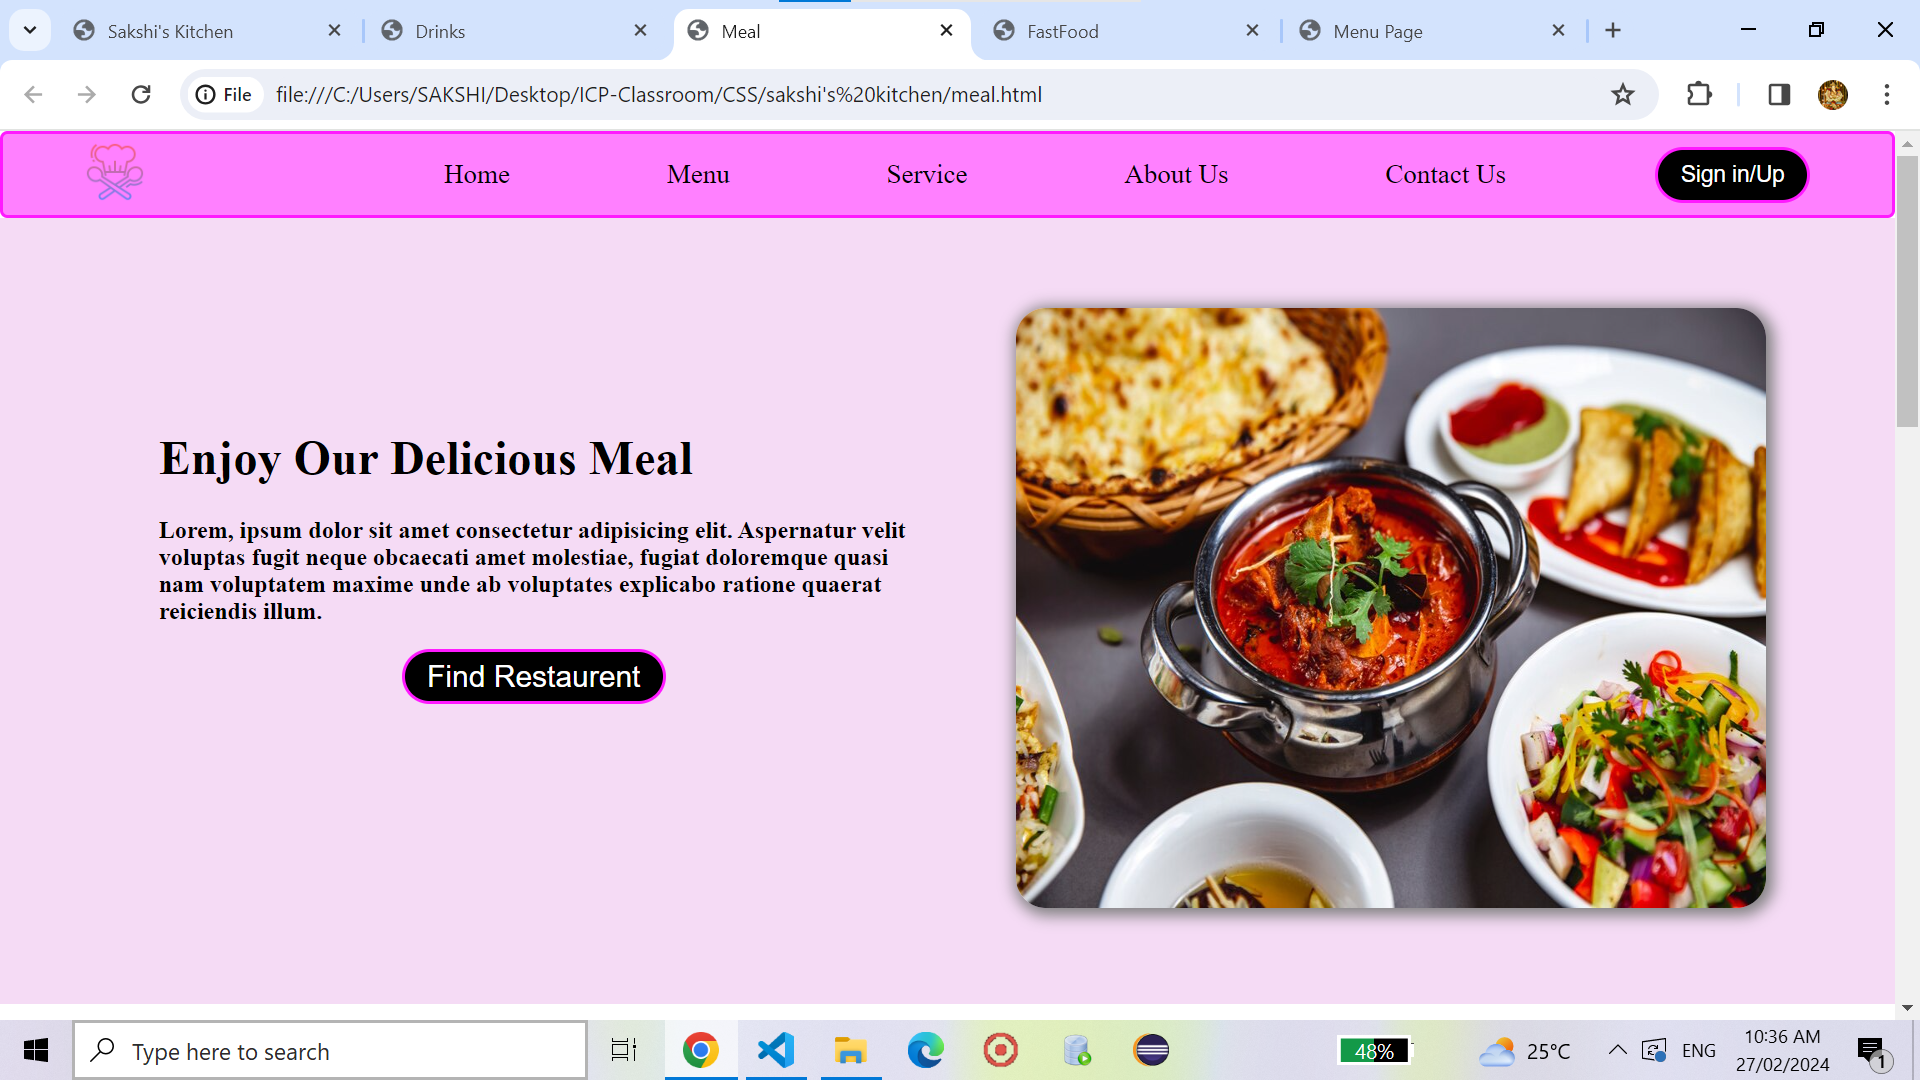 Sakshi's Kitchen
Drinks
Meal
FastFood
Menu Page
File
file:///C:/Users/SAKSHI/Desktop/ICP-Classroom/CSS/sakshi's%20kitchen/meal.html
Home
Menu
Service
About Us
Contact Us
Sign in/Up
Enjoy Our Delicious Meal
Lorem, ipsum dolor sit amet consectetur adipisicing elit. Aspernatur velit
voluptas fugit neque obcaecati amet molestiae, fugiat doloremque quasi
nam voluptatem maxime unde ab voluptates explicabo ratione quaerat
reiciendis illum.
Find Restaurent
Type here to search
48%
25°C
ENG
10:36 AM
27/02/2024
1